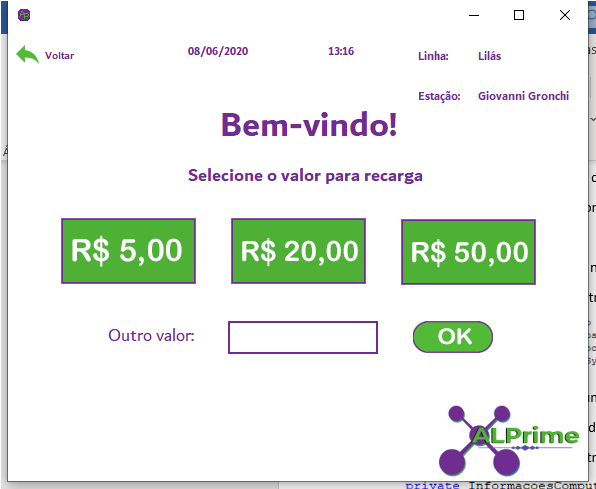 Voltar
08/06/2020
13:16
Linha: Lilás
Estação: Giovanni Gronchi
Bem-vindo!
Selecione o valor para recarga
R$ 5,00
R$ 20,00
R$ 50,00
Outro valor:
OK
ALPrime
private InformacoesComput